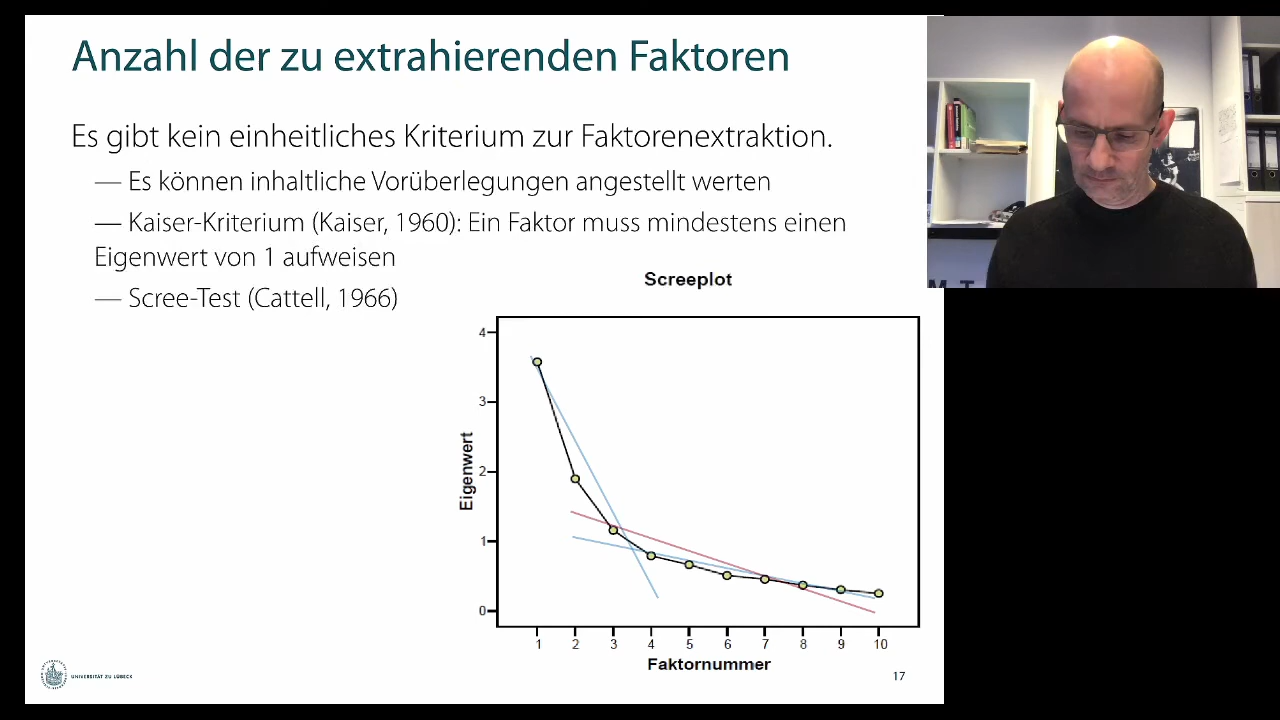 Anzahl der zu extrahierenden Faktoren
Es gibt kein einheitliches Kriterium zur Faktorenextraktion.
— Es können inhaltliche Vorüberlegungen angestellt werten
— Kaiser-Kriterium (Kaiser, 1960): Ein Faktor muss mindestens einen
Eigenwert von 1 aufweisen
— Scree-Test (Cattell, 1966)
Screeplot
Eigenwert
4
3
2
1
0
1 2 3 4 5 6 7 8 9 10
Faktornummer
UNIVERSITÄT ZU LÜBECK
17
M T